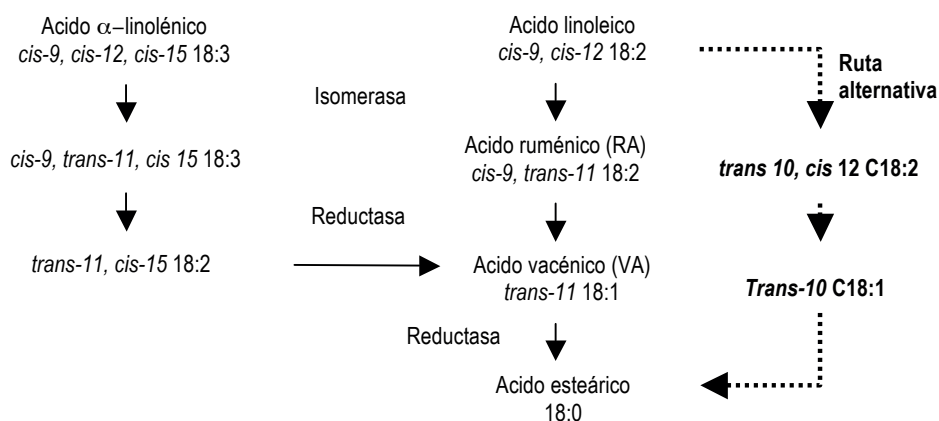 Acido α–linolénico
cis-9, cis-12, cis-15 18:3
Acido linoleico
cis-9, cis-12 18:2
Ruta
alternativa
Isomerasa
cis-9, trans-11, cis 15 18:3
Acido ruménico (RA)
cis-9, trans-11 18:2
trans 10, cis 12 C18:2
Reductasa
trans-11, cis-15 18:2
Acido vacénico (VA)
trans-11 18:1
Trans-10 C18:1
Reductasa
Acido esteárico
18:0